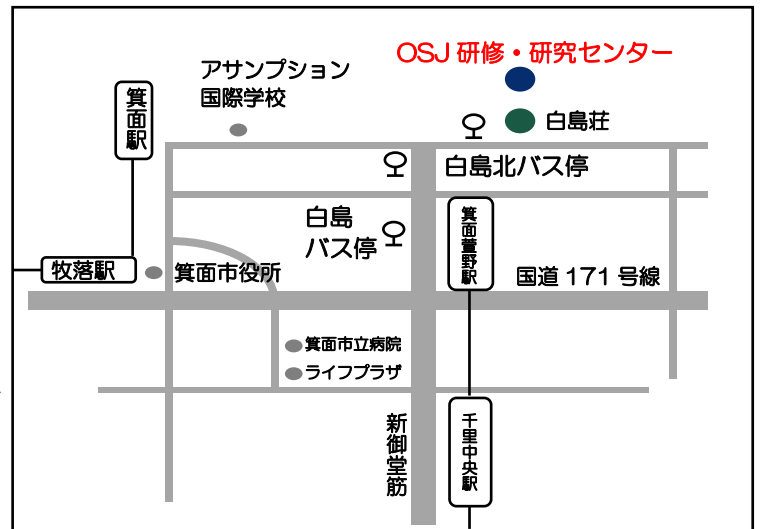 OSJ 研修・研究センター
アサンプション
国際学校
箕面駅
白島荘
白島北バス停
白島
バス停
箕面萱野駅
牧落駅
箕面市役所
国道 171 号線
箕面市立病院
ライフプラザ
新御堂筋
千里中央駅